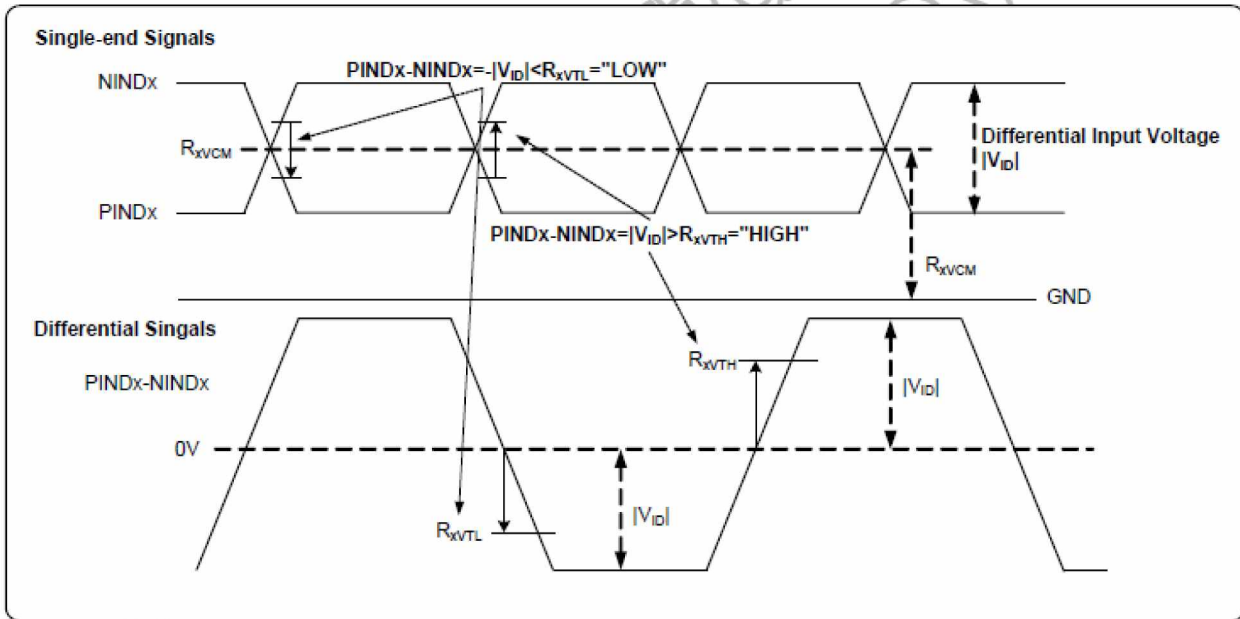 Single-end Signals
PINDx-NINDx=-|VID|<RxVTL="LOW"
NINDx
Differential Input Voltage
|VID|
RxVCM
PINDx
PINDx-NINDx=|VID|>RxVTH="HIGH"
RxVCM
GND
Differential Singals
RxVTH
PINDx-NINDx
|VID|
0V
|VID|
RxVTL